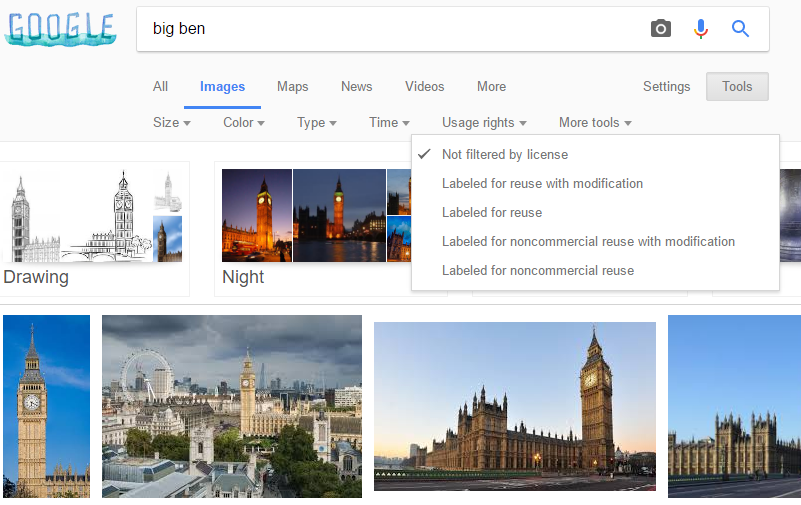 GOOGLE
big ben
All Images Maps News Videos More Settings Tools
Size Color Type Time Usage rights More tools
Not filtered by license
Labeled for reuse with modification
Labeled for reuse
Labeled for noncommercial reuse with modification
Labeled for noncommercial reuse
Drawing Night